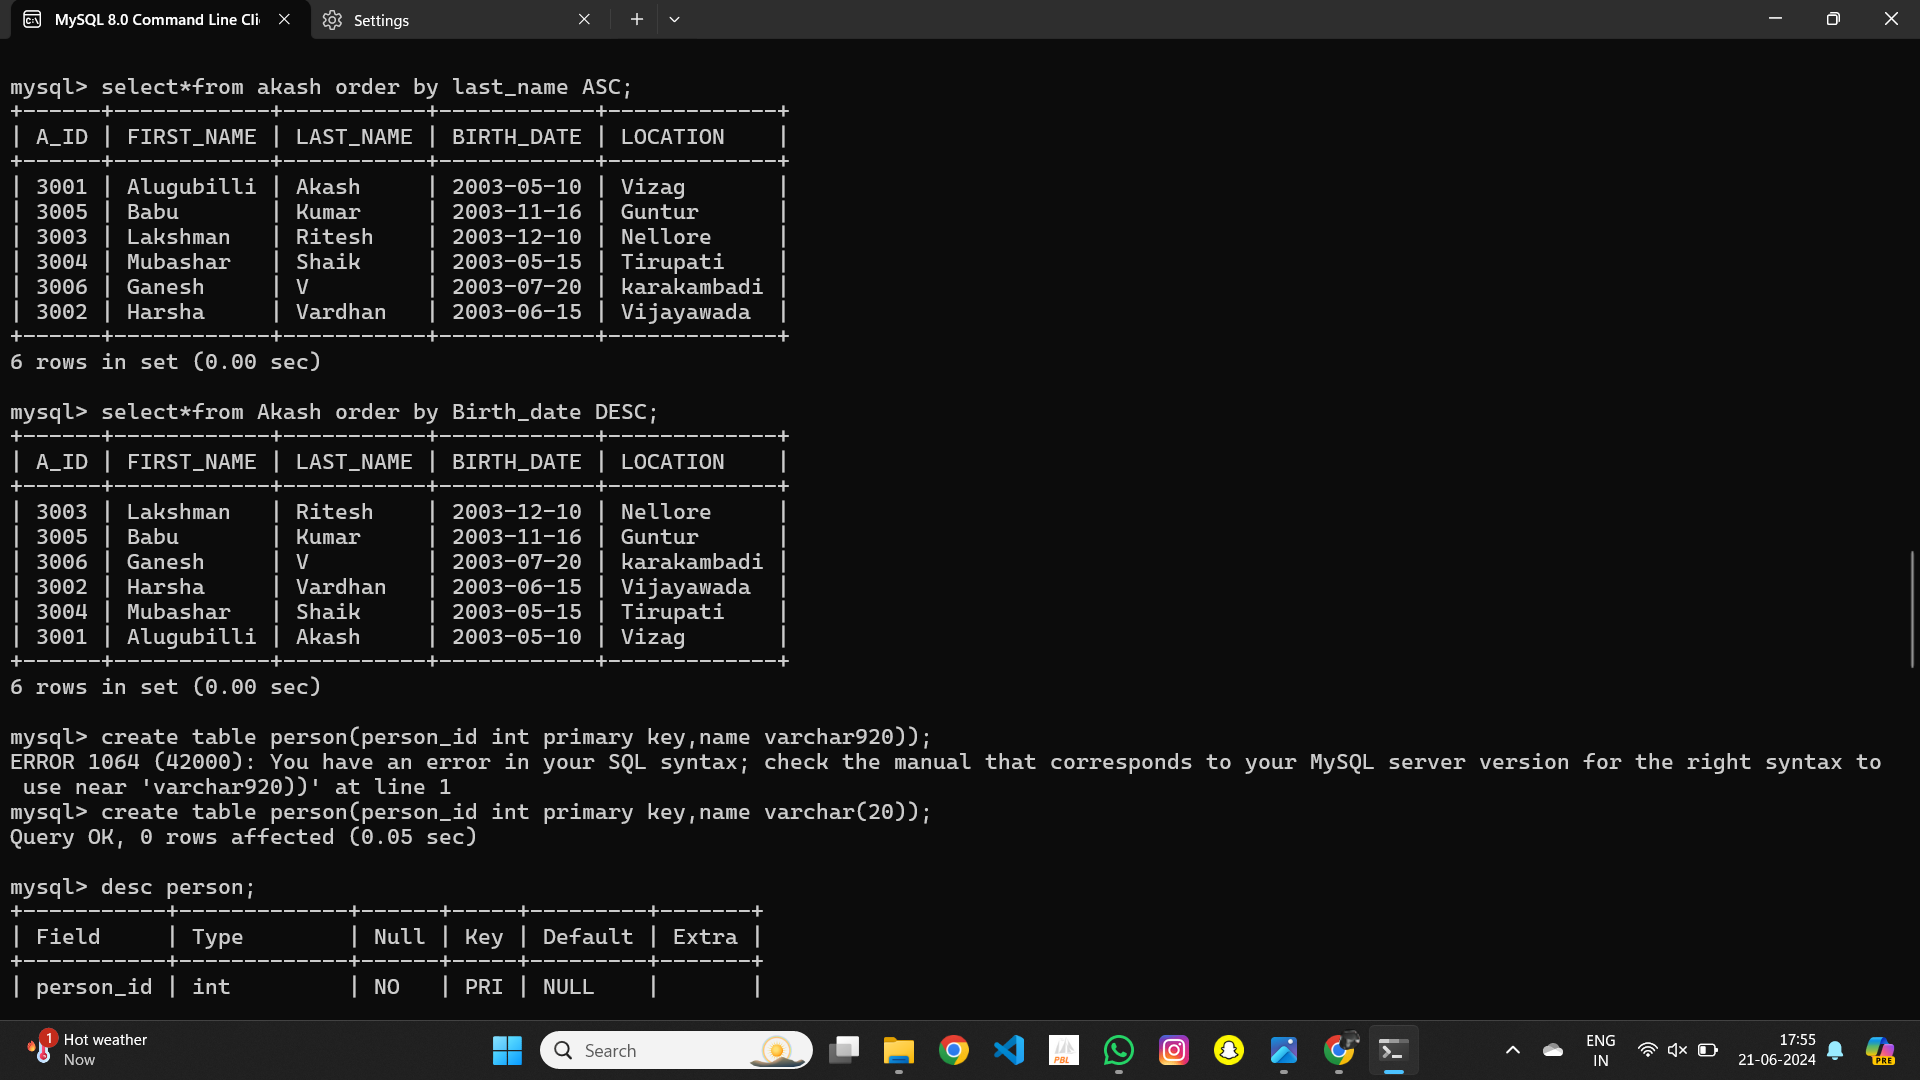 MySQL 8.0 Command Line Cli
Settings
mysql> select*from akash order by last_name ASC;
+------+------------+-----------+------------+-------------+
| A_ID | FIRST_NAME | LAST_NAME | BIRTH_DATE | LOCATION    |
+------+------------+-----------+------------+-------------+
| 3001 | Alugubilli | Akash     | 2003-05-10 | Vizag       |
| 3005 | Babu       | Kumar     | 2003-11-16 | Guntur      |
| 3003 | Lakshman   | Ritesh    | 2003-12-10 | Nellore     |
| 3004 | Mubashar   | Shaik     | 2003-05-15 | Tirupati    |
| 3006 | Ganesh     | V         | 2003-07-20 | karakambadi |
| 3002 | Harsha     | Vardhan   | 2003-06-15 | Vijayawada  |
+------+------------+-----------+------------+-------------+
6 rows in set (0.00 sec)
mysql> select*from Akash order by Birth_date DESC;
+------+------------+-----------+------------+-------------+
| A_ID | FIRST_NAME | LAST_NAME | BIRTH_DATE | LOCATION    |
+------+------------+-----------+------------+-------------+
| 3003 | Lakshman   | Ritesh    | 2003-12-10 | Nellore     |
| 3005 | Babu       | Kumar     | 2003-11-16 | Guntur      |
| 3006 | Ganesh     | V         | 2003-07-20 | karakambadi |
| 3002 | Harsha     | Vardhan   | 2003-06-15 | Vijayawada  |
| 3004 | Mubashar   | Shaik     | 2003-05-15 | Tirupati    |
| 3001 | Alugubilli | Akash     | 2003-05-10 | Vizag       |
+------+------------+-----------+------------+-------------+
6 rows in set (0.00 sec)
mysql> create table person(person_id int primary key,name varchar920));
ERROR 1064 (42000): You have an error in your SQL syntax; check the manual that corresponds to your MySQL server version for the right syntax to
 use near 'varchar920))' at line 1
mysql> create table person(person_id int primary key,name varchar(20));
Query OK, 0 rows affected (0.05 sec)
mysql> desc person;
+-----------+-------------+------+-----+---------+-------+
| Field     | Type        | Null | Key | Default | Extra |
+-----------+-------------+------+-----+---------+-------+
| person_id | int         | NO   | PRI | NULL    |       |
1
Hot weather
Now
Search
PBL
ENG
IN
17:55
21-06-2024
PRE